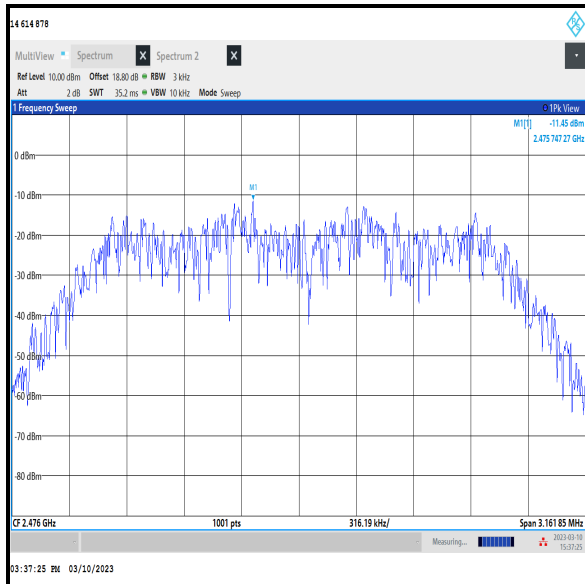 14 614 878
MultiView Spectrum X Spectrum 2 X
Ref Level 10.00 dBm Offset 18.80 dB RBW 3 kHz
Att 2 dB SWT 35.2 ms VBW 10 kHz Mode Sweep
1 Frequency Sweep 1Pk View
M1[1] -11.45 dBm
2.475 747 27 GHz
0 dBm
M1
-10 dBm
-20 dBm
-30 dBm
-40 dBm
-50 dBm
-60 dBm
-70 dBm
-80 dBm
CF 2.476 GHz 1001 pts 316.19 kHz/ Span 3.161 85 MHz
Measuring... 2023-03-10
15:37:25
03:37:25 PM 03/10/2023